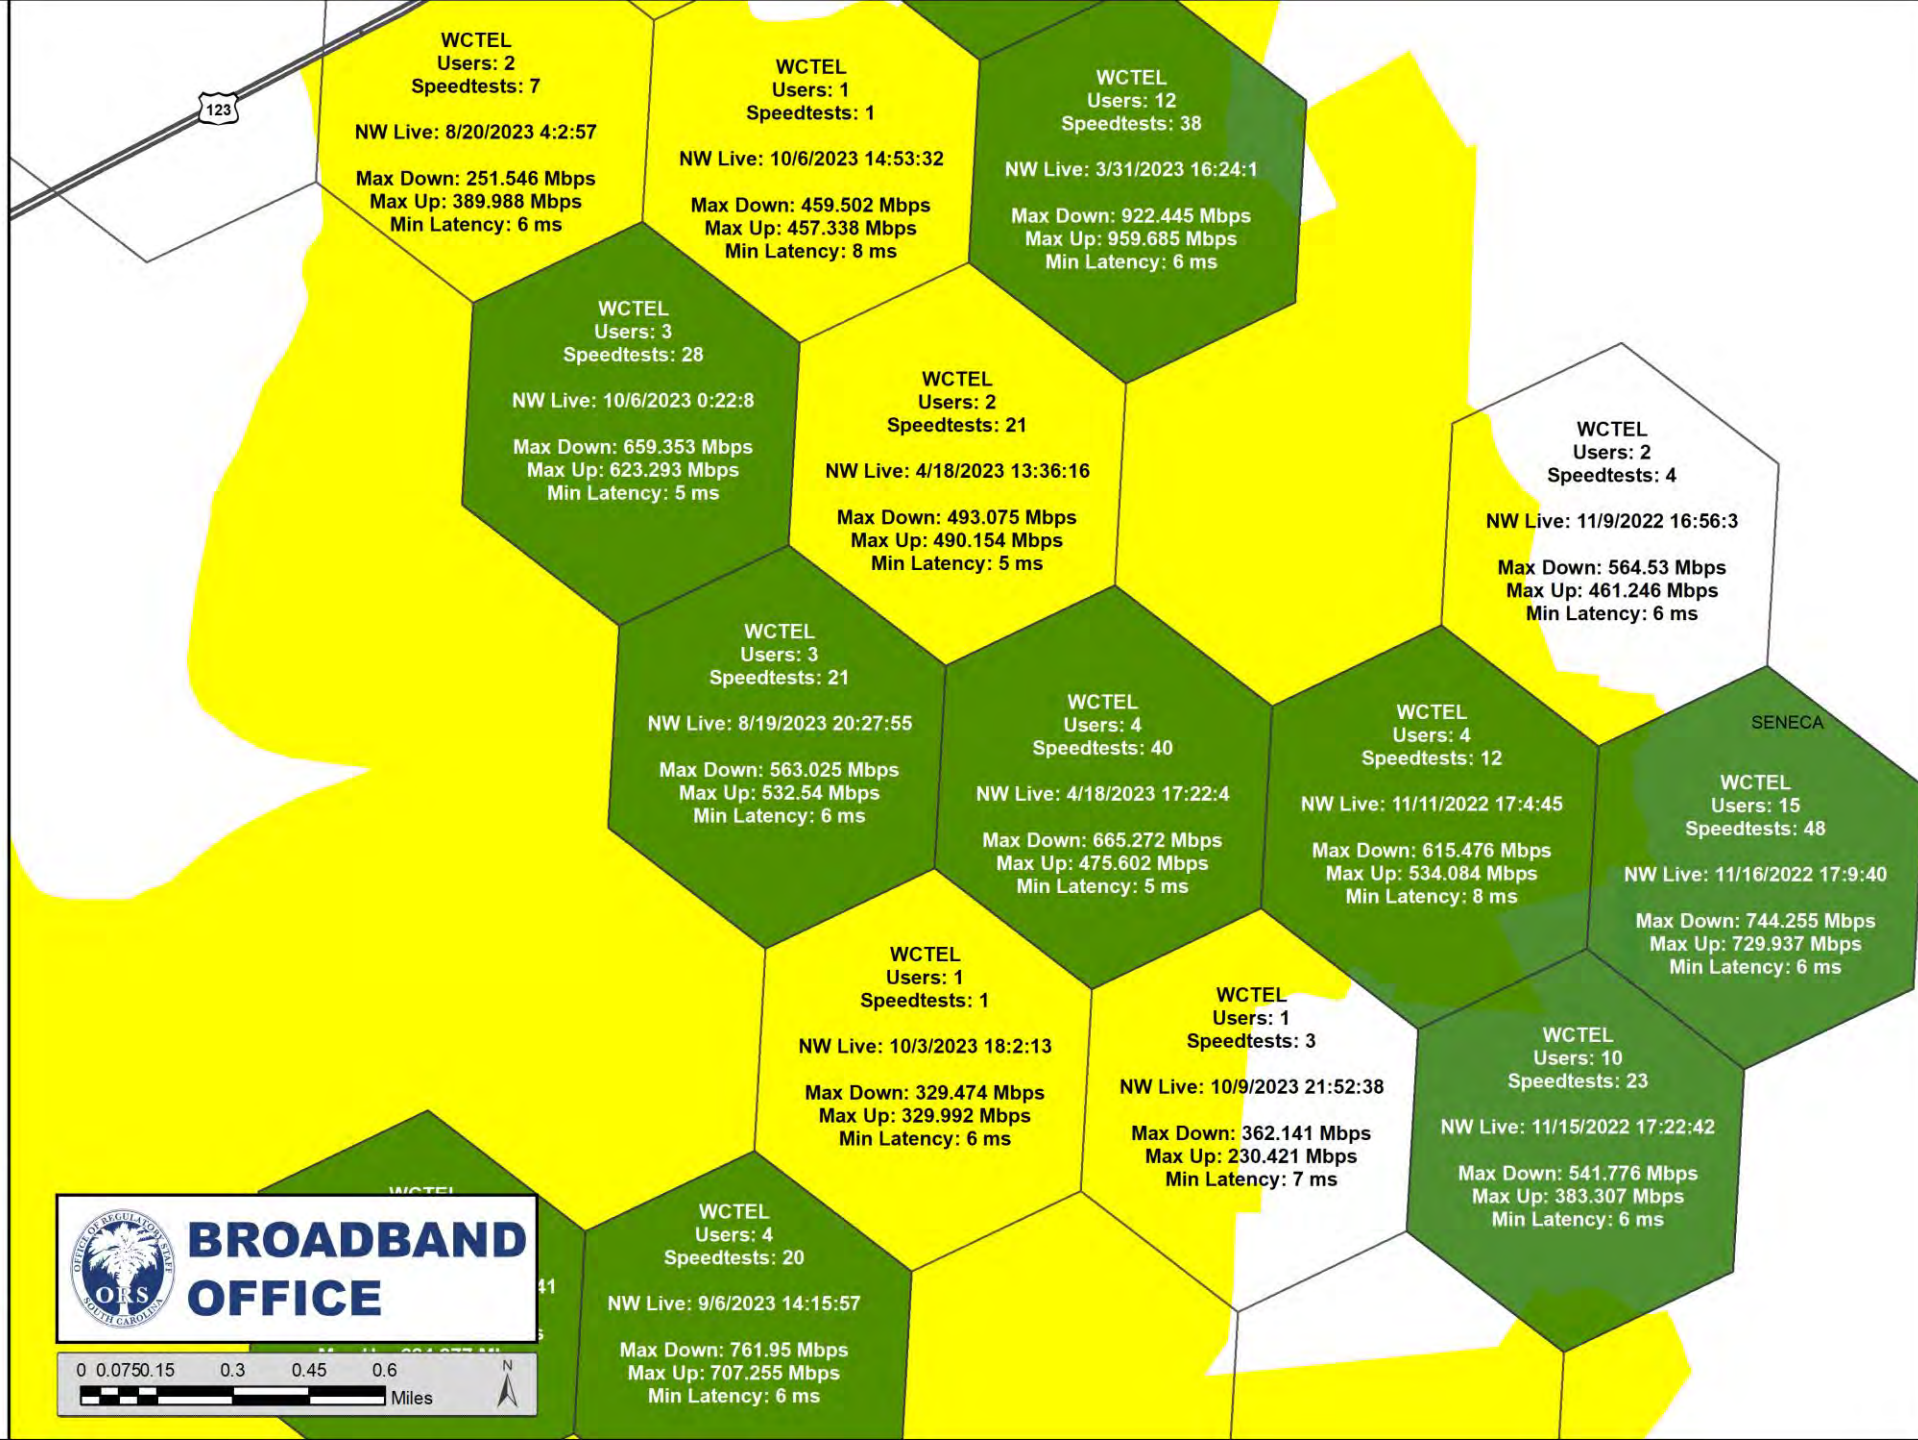 WCTEL
Users: 2
Speedtests: 7
NW Live: 8/20/2023 4:2:57
Max Down: 251.546 Mbps
Max Up: 389.988 Mbps
Min Latency: 6 ms
123
WCTEL
Users: 1
Speedtests: 1
NW Live: 10/6/2023 14:53:32
Max Down: 459.502 Mbps
Max Up: 457.338 Mbps
Min Latency: 8 ms
WCTEL
Users: 12
Speedtests: 38
NW Live: 3/31/2023 16:24:1
Max Down: 922.445 Mbps
Max Up: 959.685 Mbps
Min Latency: 6 ms
WCTEL
Users: 3
Speedtests: 28
NW Live: 10/6/2023 0:22:8
Max Down: 659.353 Mbps
Max Up: 623.293 Mbps
Min Latency: 5 ms
WCTEL
Users: 2
Speedtests: 21
NW Live: 4/18/2023 13:36:16
Max Down: 493.075 Mbps
Max Up: 490.154 Mbps
Min Latency: 5 ms
WCTEL
Users: 2
Speedtests: 4
NW Live: 11/9/2022 16:56:3
Max Down: 564.53 Mbps
Max Up: 461.246 Mbps
Min Latency: 6 ms
WCTEL
Users: 3
Speedtests: 21
NW Live: 8/19/2023 20:27:55
Max Down: 563.025 Mbps
Max Up: 532.54 Mbps
Min Latency: 6 ms
WCTEL
Users: 4
Speedtests: 40
NW Live: 4/18/2023 17:22:4
Max Down: 665.272 Mbps
Max Up: 475.602 Mbps
Min Latency: 5 ms
WCTEL
Users: 4
Speedtests: 12
NW Live: 11/11/2022 17:4:45
Max Down: 615.476 Mbps
Max Up: 534.084 Mbps
Min Latency: 8 ms
SENECA
WCTEL
Users: 15
Speedtests: 48
NW Live: 11/16/2022 17:9:40
Max Down: 744.255 Mbps
Max Up: 729.937 Mbps
Min Latency: 6 ms
WCTEL
Users: 1
Speedtests: 1
NW Live: 10/3/2023 18:2:13
Max Down: 329.474 Mbps
Max Up: 329.992 Mbps
Min Latency: 6 ms
WCTEL
Users: 1
Speedtests: 3
NW Live: 10/9/2023 21:52:38
Max Down: 362.141 Mbps
Max Up: 230.421 Mbps
Min Latency: 7 ms
WCTEL
Users: 10
Speedtests: 23
NW Live: 11/15/2022 17:22:42
Max Down: 541.776 Mbps
Max Up: 383.307 Mbps
Min Latency: 6 ms
WCTEL
41
WCTEL
Users: 4
Speedtests: 20
NW Live: 9/6/2023 14:15:57
Max Down: 761.95 Mbps
Max Up: 707.255 Mbps
Min Latency: 6 ms
OFFICE OF REGULATORY STAFF
ORS
SOUTH CAROLINA
BROADBAND
OFFICE
0 0.075 0.15 0.3 0.45 0.6
Miles
N